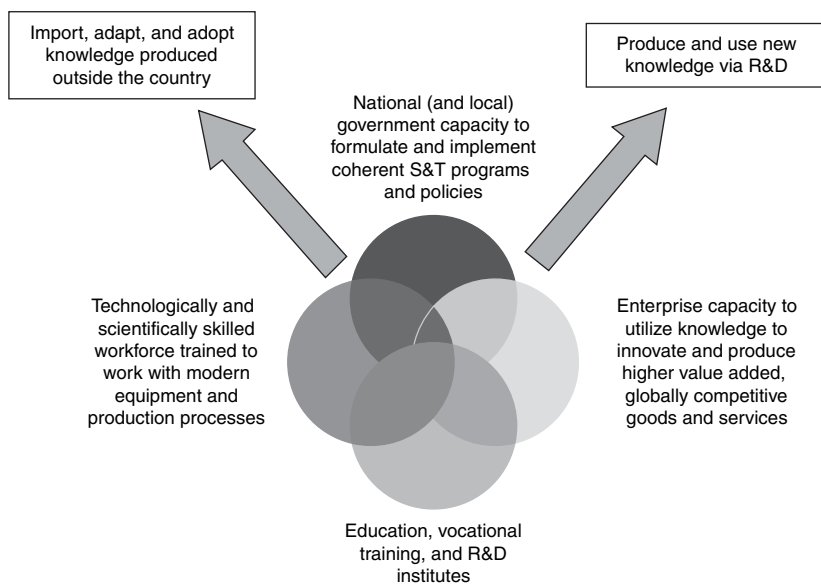 Import, adapt, and adopt
knowledge produced
outside the country
Produce and use new
knowledge via R&D
National (and local)
government capacity to
formulate and implement
coherent S&T programs
and policies
Technologically and
scientifically skilled
workforce trained to
work with modern
equipment and
production processes
Enterprise capacity to
utilize knowledge to
innovate and produce
higher value added,
globally competitive
goods and services
Education, vocational
training, and R&D
institutes